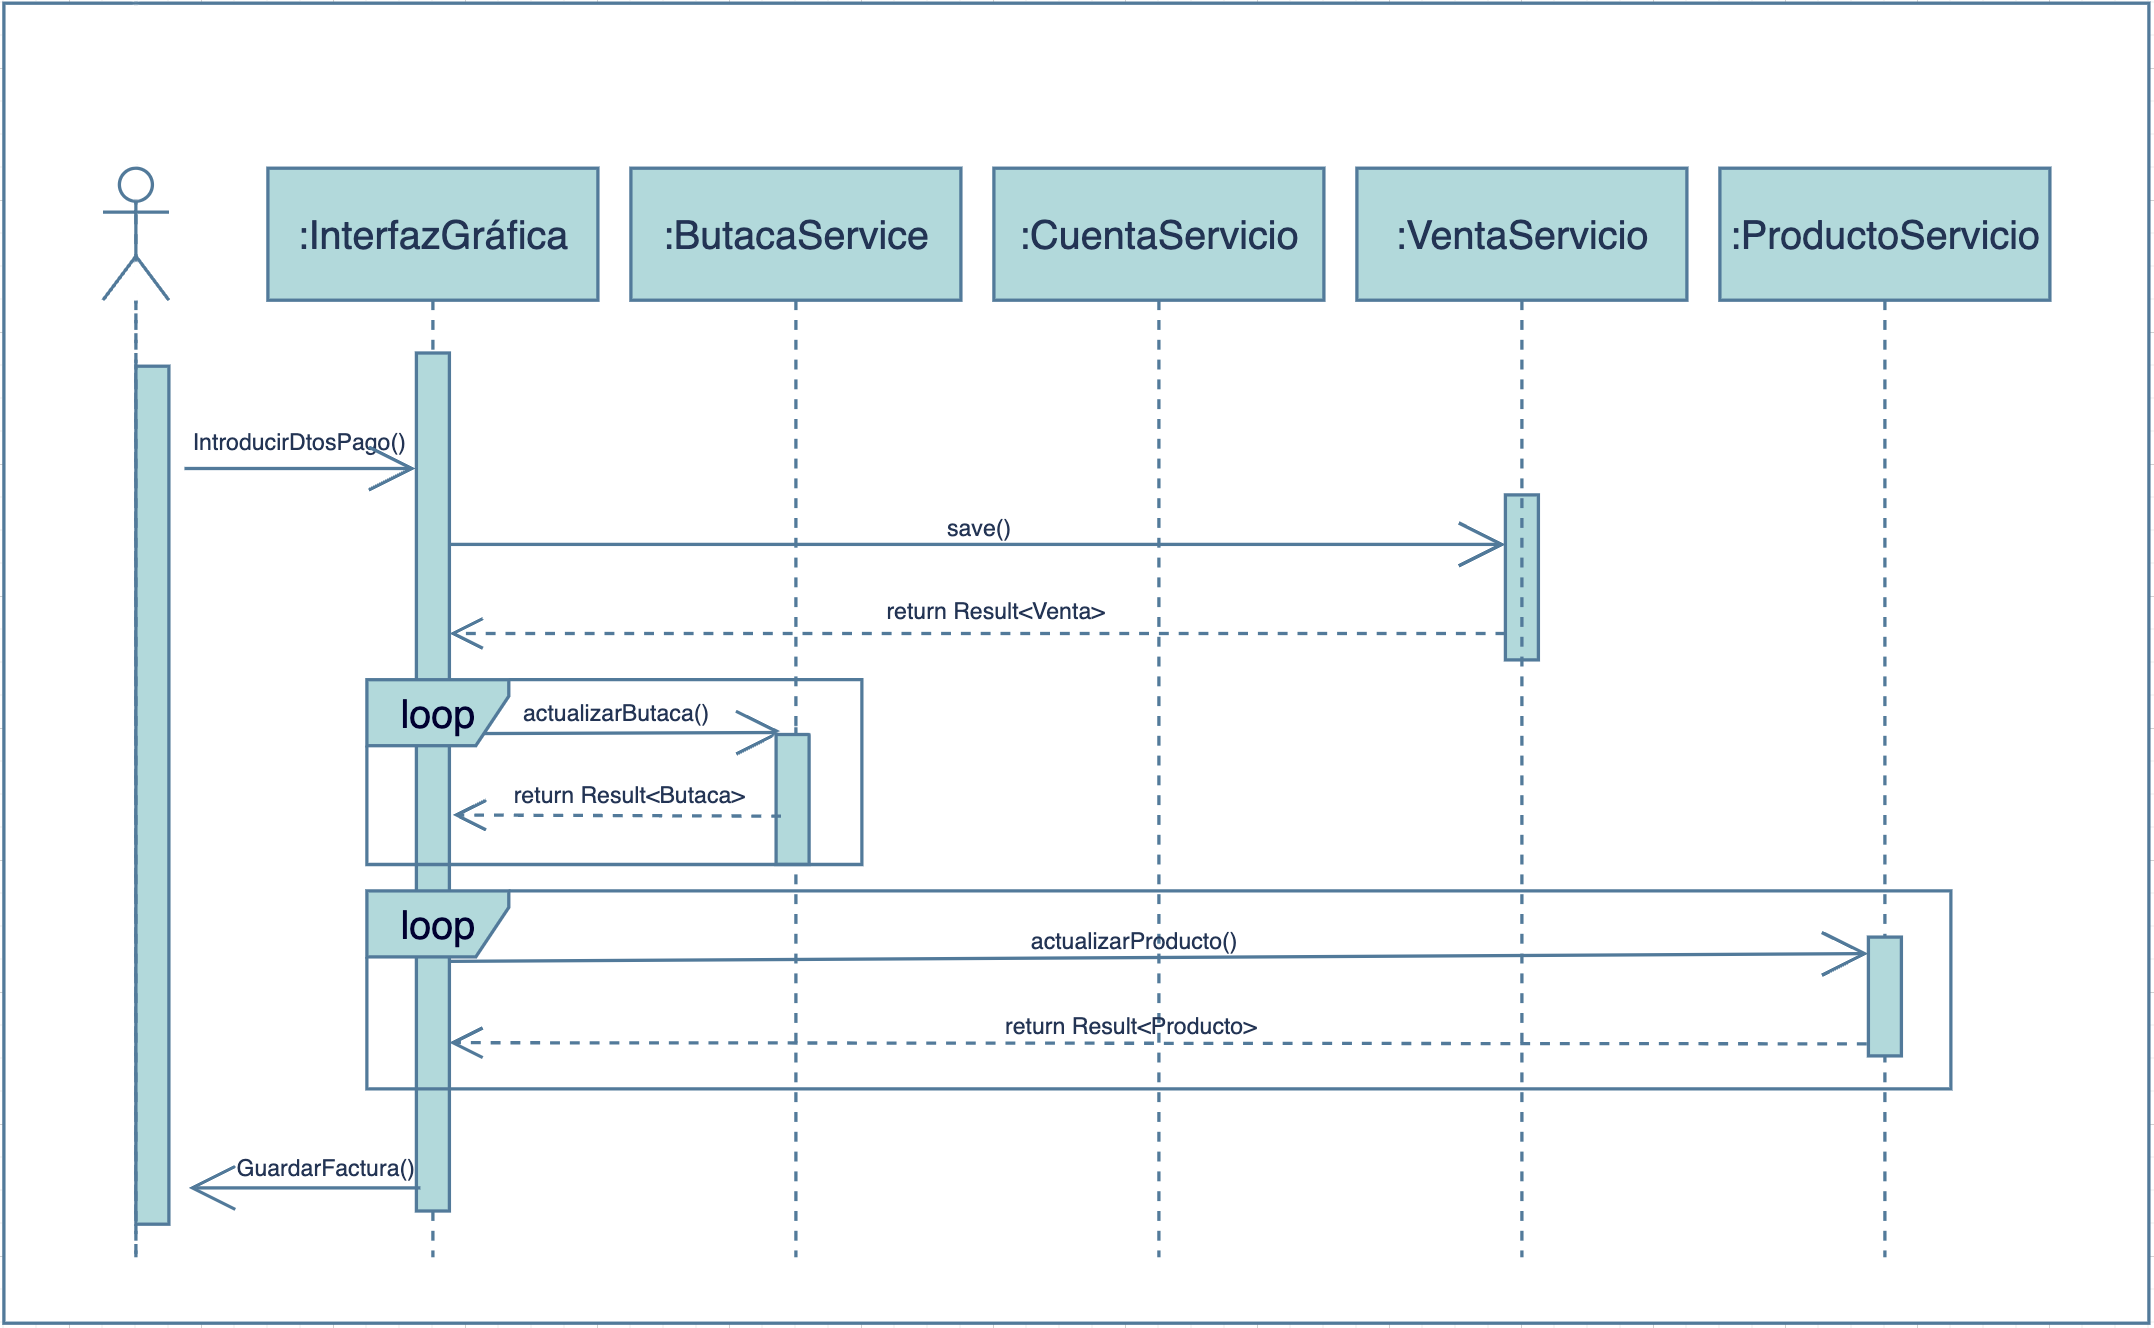 :InterfazGráfica
:ButacaService
:CuentaServicio
:VentaServicio
:ProductoServicio
IntroducirDtosPago()
save()
return Result<Venta>
loop
actualizarButaca()
return Result<Butaca>
loop
actualizarProducto()
return Result<Producto>
GuardarFactura()